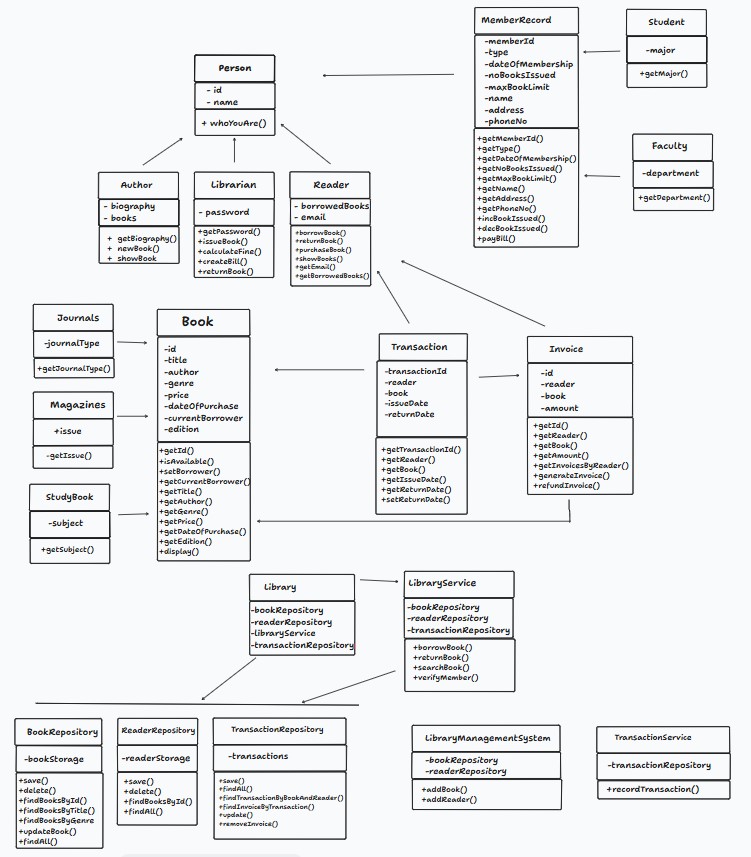 MemberRecord
-memberId
-type
-dateOfMembership
-noBooksIssued
-maxBookLimit
-name
-address
-phoneNo
+getMemberId()
+getType()
+getDateOfMembership()
+getNoBooksIssued()
+getMaxBookLimit()
+getName()
+getAddress()
+getPhoneNo()
+incBookIssued()
+decBookIssued()
+payBill()
Student
-major
+getMajor()
Person
- id
- name
+ whoYouAre()
Faculty
-department
+getDepartment()
Author
- biography
- books
+ getBiography()
+ newBook()
+ showBook
Librarian
- password
+getPassword()
+issueBook()
+calculateFine()
+createBill()
+returnBook()
Reader
- borrowedBooks
- email
+borrowBook()
+returnBook()
+purchaseBook()
+showBooks()
+getEmail()
+getBorrowedBooks()
Journals
-journalType
+getJournalType()
Book
-id
-title
-author
-genre
-price
-dateOfPurchase
-currentBorrower
-edition
+getId()
+isAvailable()
+setBorrower()
+getCurrentBorrower()
+getTitle()
+getAuthor()
+getGenre()
+getPrice()
+getDateOfPurchase()
+getEdition()
+display()
Transaction
-transactionId
-reader
-book
-issueDate
-returnDate
+getTransactionId()
+getReader()
+getBook()
+getIssueDate()
+getReturnDate()
+setReturnDate()
Invoice
-id
-reader
-book
-amount
+getId()
+getReader()
+getBook()
+getAmount()
+getInvoicesByReader()
+generateInvoice()
+refundInvoice()
Magazines
+issue
-getIssue()
StudyBook
-subject
+getSubject()
Library
-bookRepository
-readerRepository
-libraryService
-transactionRepository
LibraryService
-bookRepository
-readerRepository
-transactionRepository
+borrowBook()
+returnBook()
+searchBook()
+verifyMember()
BookRepository
-bookStorage
+save()
+delete()
+findBooksById()
+findBooksByTitle()
+findBooksByGenre
+updateBook()
+findAll()
ReaderRepository
-readerStorage
+save()
+delete()
+findBooksById()
+findAll()
TransactionRepository
-transactions
+save()
+findAll()
+findTransactionByBookAndReader()
+findInvoiceByTransaction()
+update()
+removeInvoice()
LibraryManagementSystem
-bookRepository
-readerRepository
+addBook()
+addReader()
TransactionService
-transactionRepository
+recordTransaction()